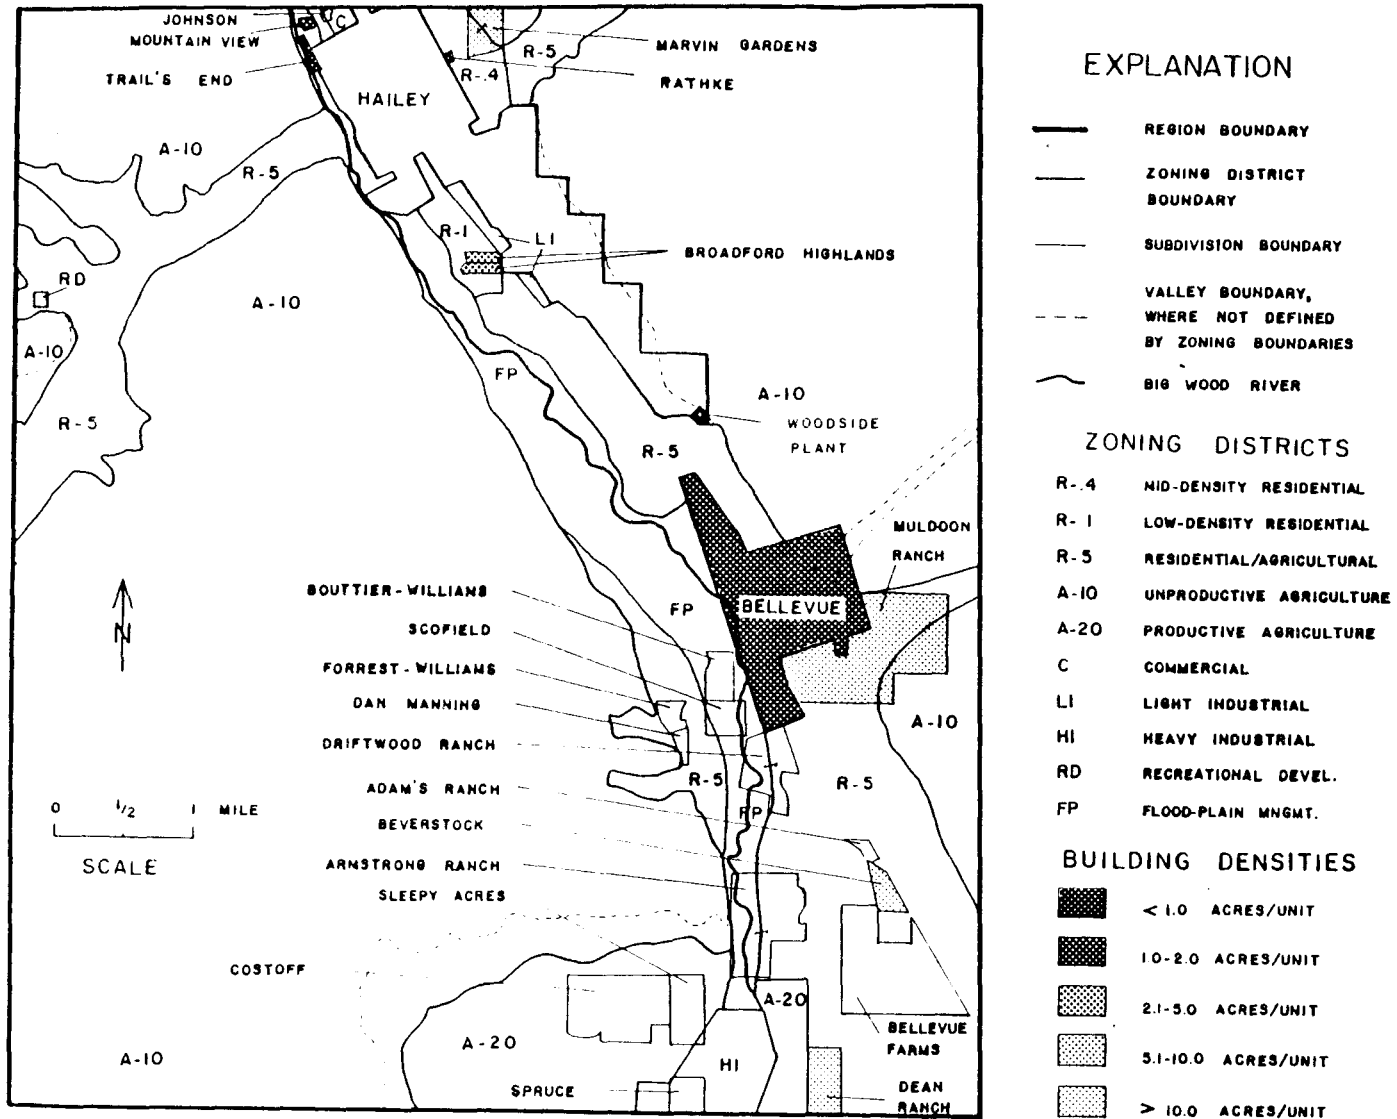 JOHNSON
MOUNTAIN VIEW
TRAIL'S END
C
R-5
MARVIN GARDENS
R-.4
RATHKE
HAILEY
A-10
R-5
R-1
LI
BROADFORD HIGHLANDS
RD
A-10
A-10
FP
A-10
R-5
WOODSIDE
PLANT
R-5
MULDOON
RANCH
N
BOUTTIER-WILLIAMS
SCOFIELD
FORREST-WILLIAMS
DAN MANNING
DRIFTWOOD RANCH
ADAM'S RANCH
BEVERSTOCK
ARMSTRONG RANCH
SLEEPY ACRES
COSTOFF
FP
BELLEVUE
A-10
R-5
R-5
FP
0 1/2 1 MILE
SCALE
A-20
A-20
A-10
HI
SPRUCE
BELLEVUE
FARMS
DEAN
RANCH
EXPLANATION
REGION BOUNDARY
ZONING DISTRICT
BOUNDARY
SUBDIVISION BOUNDARY
VALLEY BOUNDARY,
WHERE NOT DEFINED
BY ZONING BOUNDARIES
BIG WOOD RIVER
ZONING DISTRICTS
R-.4 MID-DENSITY RESIDENTIAL
R-1 LOW-DENSITY RESIDENTIAL
R-5 RESIDENTIAL/AGRICULTURAL
A-10 UNPRODUCTIVE AGRICULTURE
A-20 PRODUCTIVE AGRICULTURE
C COMMERCIAL
LI LIGHT INDUSTRIAL
HI HEAVY INDUSTRIAL
RD RECREATIONAL DEVEL.
FP FLOOD-PLAIN MNGMT.
BUILDING DENSITIES
< 1.0 ACRES/UNIT
1.0-2.0 ACRES/UNIT
2.1-5.0 ACRES/UNIT
5.1-10.0 ACRES/UNIT
> 10.0 ACRES/UNIT